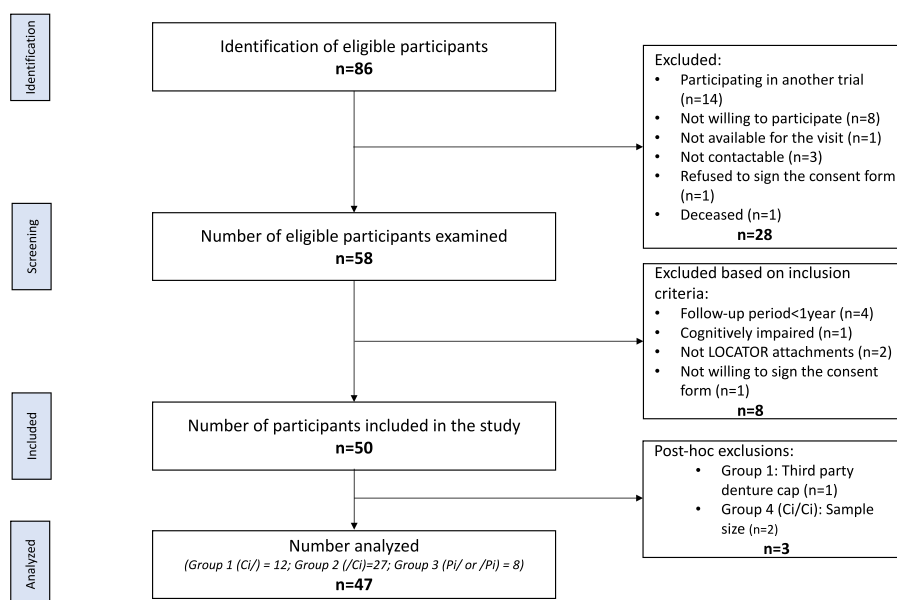 Identification
Identification of eligible participants
n=86
Excluded:
• Participating in another trial
(n=14)
• Not willing to participate (n=8)
• Not available for the visit (n=1)
• Not contactable (n=3)
• Refused to sign the consent form
(n=1)
• Deceased (n=1)
n=28
Screening
Number of eligible participants examined
n=58
Excluded based on inclusion
criteria:
• Follow-up period<1year (n=4)
• Cognitively impaired (n=1)
• Not LOCATOR attachments (n=2)
• Not willing to sign the consent
form (n=1)
n=8
Included
Number of participants included in the study
n=50
Post-hoc exclusions:
• Group 1: Third party
denture cap (n=1)
• Group 4 (Ci/Ci): Sample
size (n=2)
n=3
Analyzed
Number analyzed
(Group 1 (Ci/) = 12; Group 2 (/Ci)=27; Group 3 (Pi/ or /Pi) = 8)
n=47